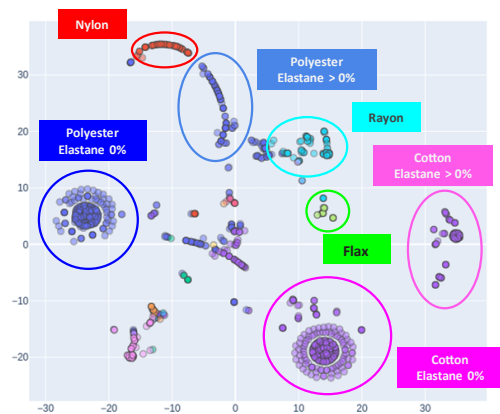 Nylon
Polyester
Elastane > 0%
Rayon
Polyester
Elastane 0%
Cotton
Elastane > 0%
Flax
Cotton
Elastane 0%
30
20
10
0
−10
−20
−30
−20
−10
0
10
20
30